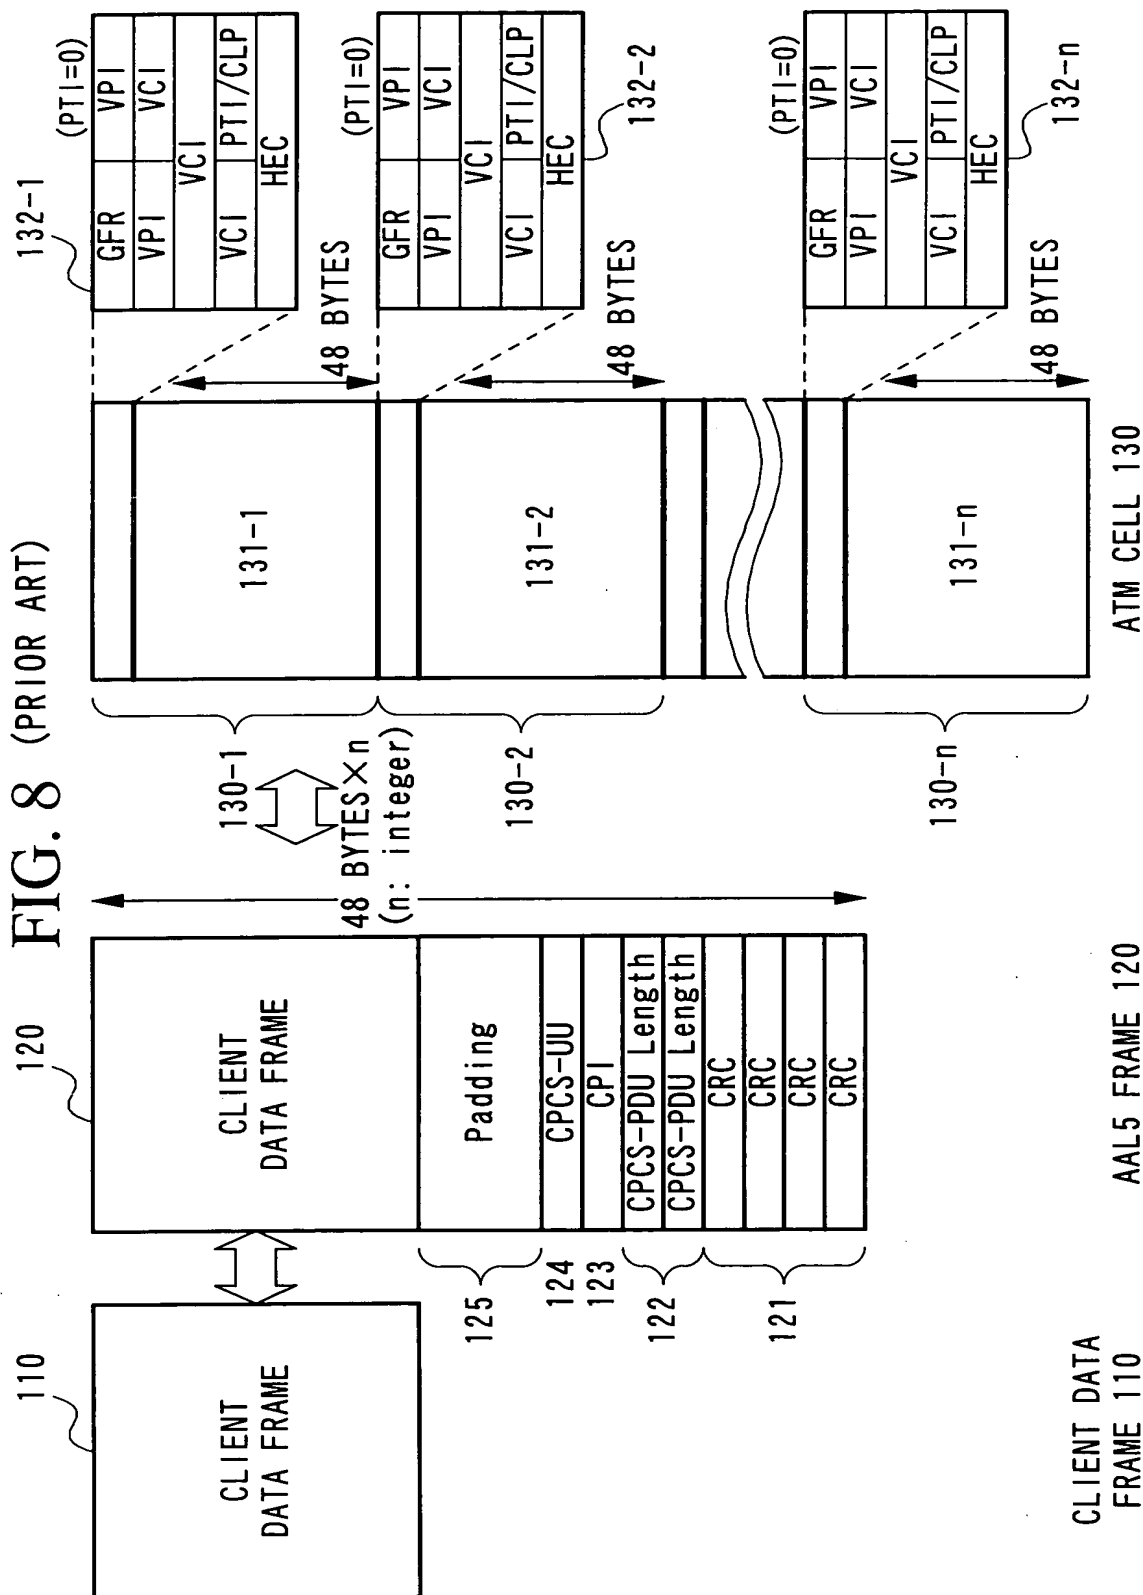 FIG. 8 (PRIOR ART)
110
CLIENT
DATA FRAME
CLIENT DATA
FRAME 110
120
CLIENT
DATA FRAME
Padding
CPCS-UU
CPI
CPCS-PDU Length
CPCS-PDU Length
CRC
CRC
CRC
CRC
125
124
123
122
121
AAL5 FRAME 120
48 BYTES×n
(n: integer)
130-1
130-2
130-n
131-1
131-2
131-n
ATM CELL 130
48 BYTES
48 BYTES
48 BYTES
132-1
(PTI=0)
GFR VPI
VPI VCI
VCI
VCI PTI/CLP
HEC
(PTI=0)
GFR VPI
VPI VCI
VCI
VCI PTI/CLP
HEC
132-2
(PTI=0)
GFR VPI
VPI VCI
VCI
VCI PTI/CLP
HEC
132-n